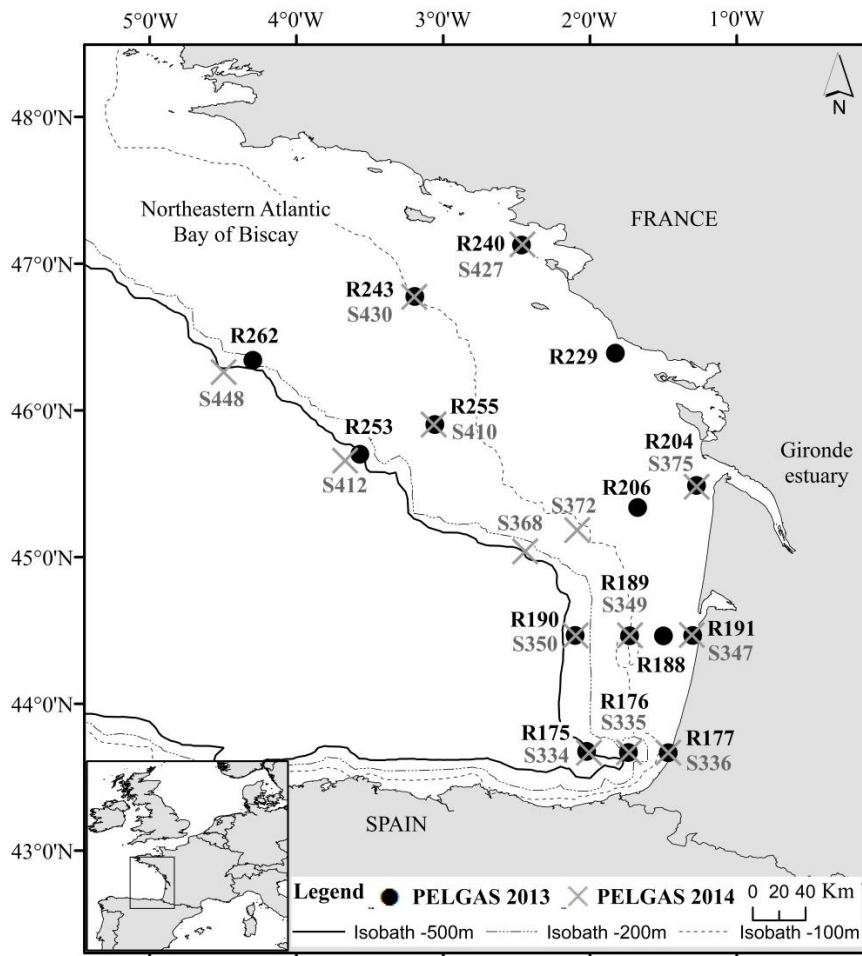 5°0'W 4°0'W 3°0'W 2°0'W 1°0'W
48°0'N
N
Northeastern Atlantic
Bay of Biscay
FRANCE
47°0'N
R240
S427
R243
S430
R262
S448
R229
46°0'N
R253
S412
R255
S410
R204
S375
Gironde
estuary
R206
S372
S368
45°0'N
R189
S349
R190
S350
R191
S347
R188
44°0'N
R176
S335
R175
S334
R177
S336
SPAIN
43°0'N
Legend PELGAS 2013 PELGAS 2014 0 20 40 Km
Isobath -500m Isobath -200m Isobath -100m